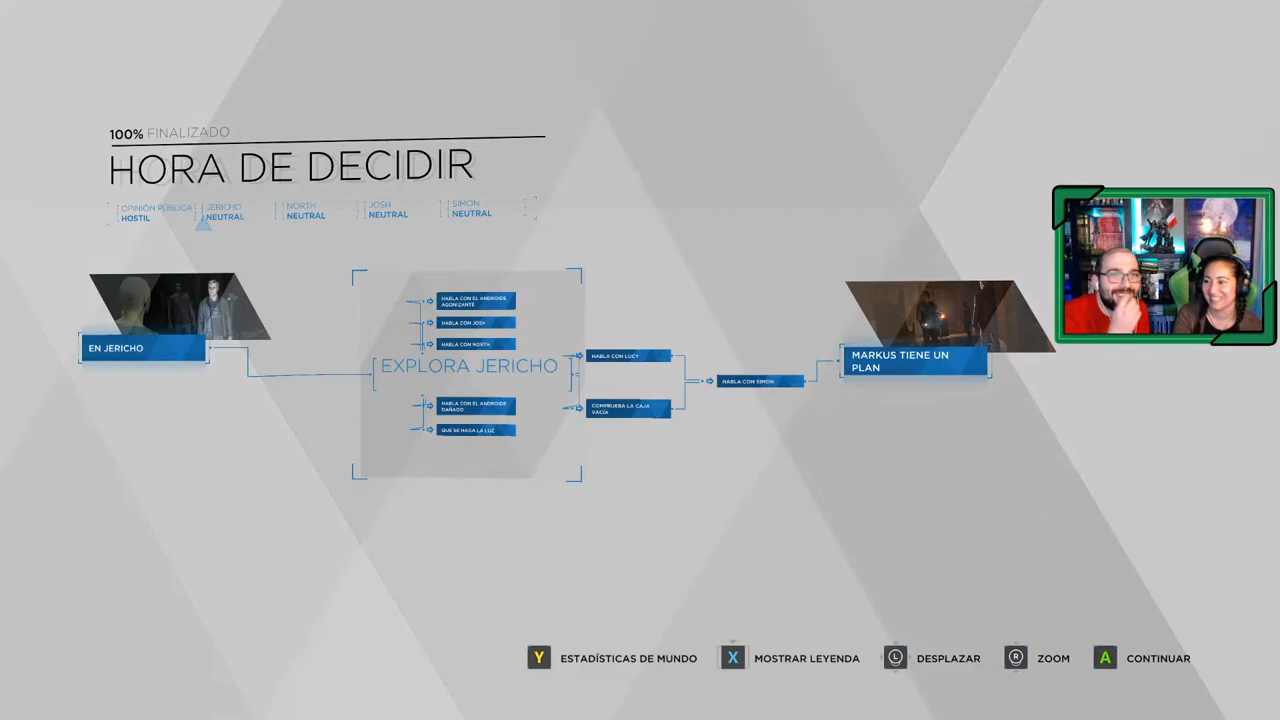 100% FINALIZADO
HORA DE DECIDIR
OPINIÓN PÚBLICA
HOSTIL
JERICHO
NEUTRAL
NORTH
NEUTRAL
JOSH
NEUTRAL
SIMON
NEUTRAL
EN JERICHO
HABLA CON EL ANDROIDE
AGONIZANTE
HABLA CON JOSH
HABLA CON NORTH
EXPLORA JERICHO
HABLA CON EL ANDROIDE
DAÑADO
QUE SE HAGA LA LUZ
HABLA CON LUCY
COMPRUEBA LA CAJA
VACÍA
HABLA CON SIMON
MARKUS TIENE UN
PLAN
Y ESTADÍSTICAS DE MUNDO
X MOSTRAR LEYENDA
L DESPLAZAR
R ZOOM
A CONTINUAR